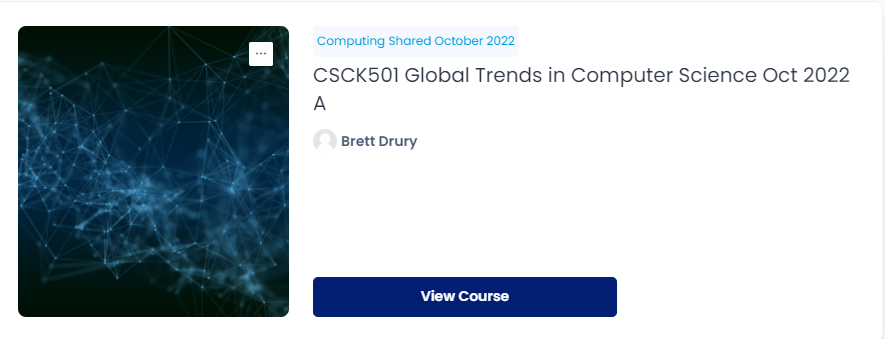 Computing Shared October 2022
CSCK501 Global Trends in Computer Science Oct 2022
A
Brett Drury
View Course